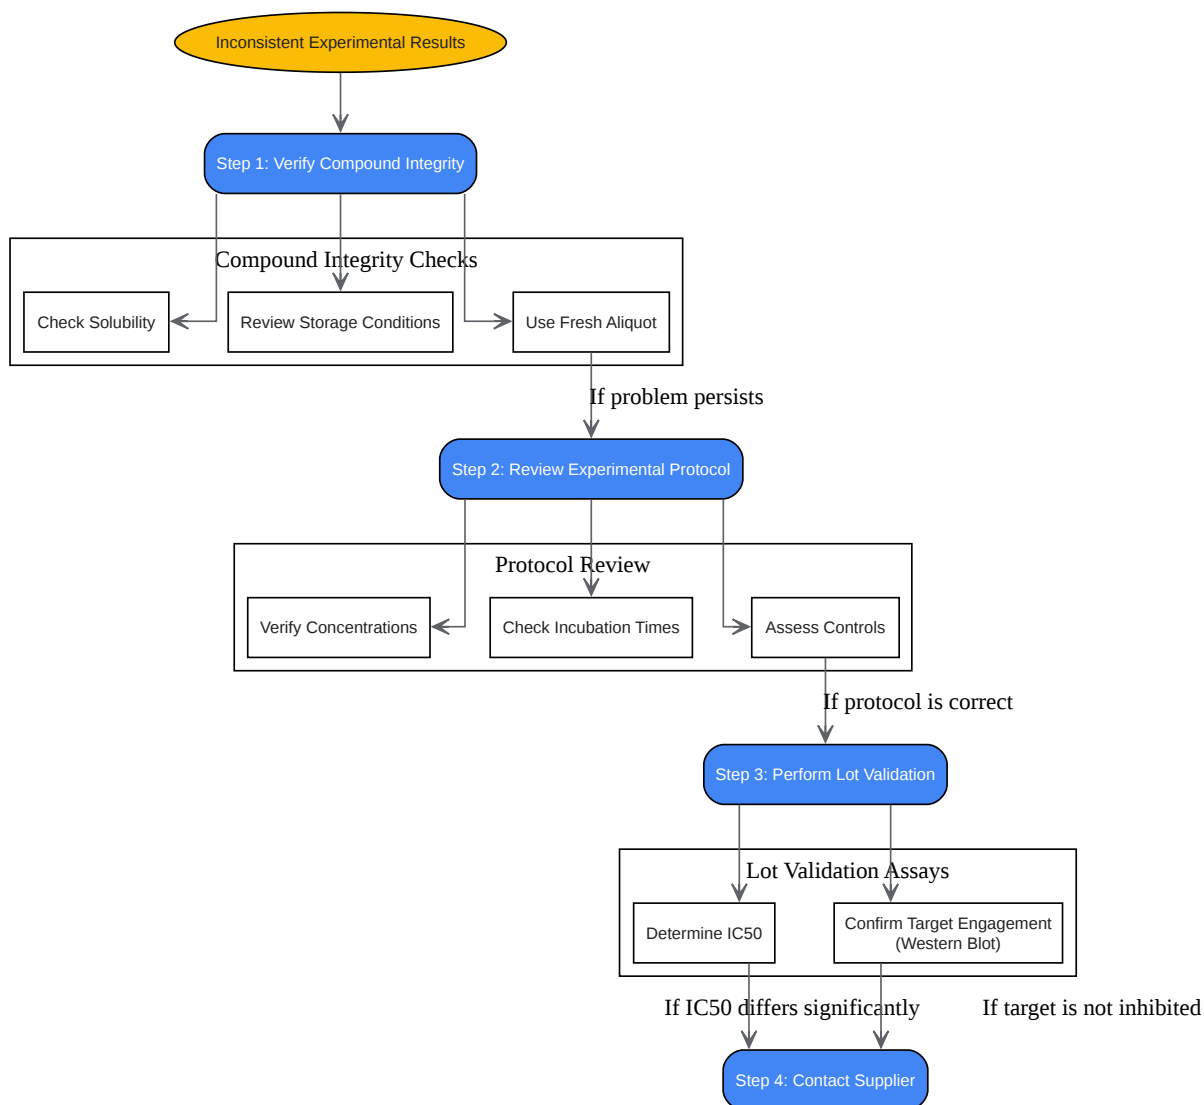 Inconsistent Experimental Results
Step 1: Verify Compound Integrity
Compound Integrity Checks
Check Solubility
Review Storage Conditions
Use Fresh Aliquot
If problem persists
Step 2: Review Experimental Protocol
Protocol Review
Verify Concentrations
Check Incubation Times
Assess Controls
If protocol is correct
Step 3: Perform Lot Validation
Lot Validation Assays
Determine IC50
Confirm Target Engagement
(Western Blot)
If IC50 differs significantly
If target is not inhibited
Step 4: Contact Supplier